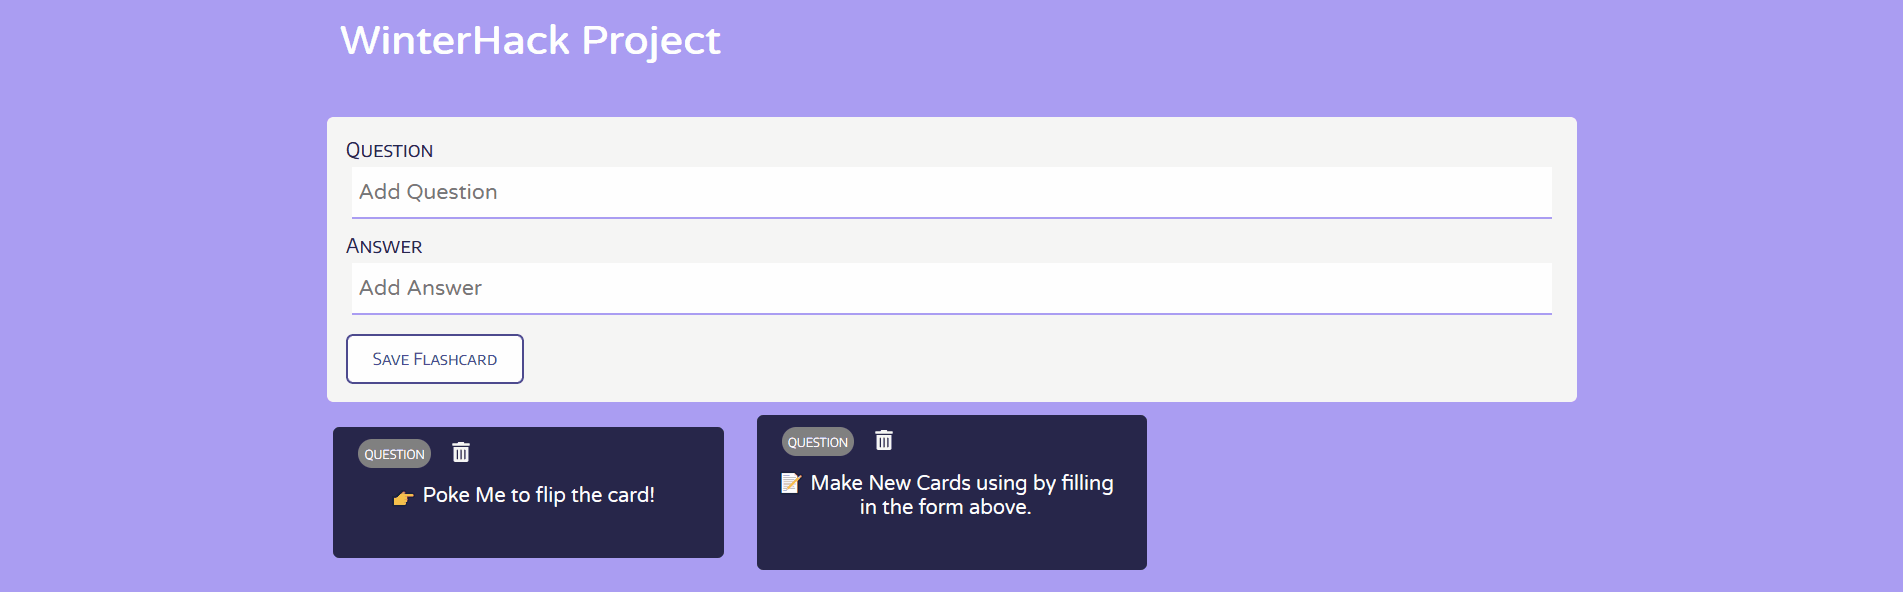 WinterHack Project
Question
Add Question
Answer
Add Answer
Save Flashcard
QUESTION
👉 Poke Me to flip the card!
QUESTION
📝 Make New Cards using by filling
in the form above.